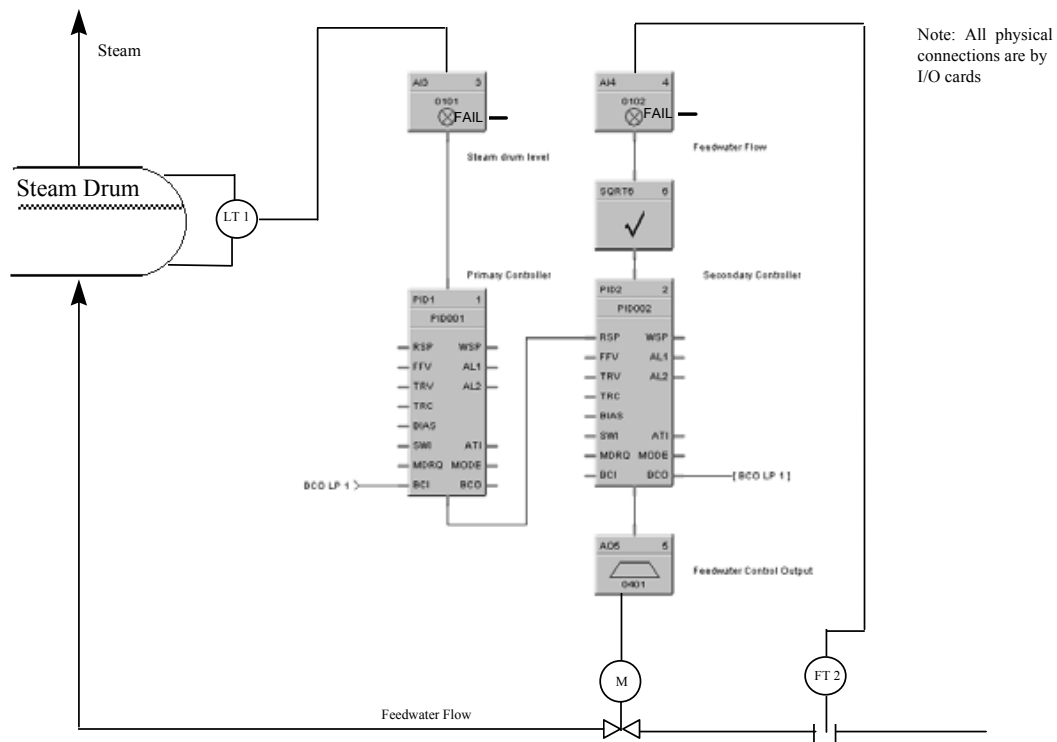 Steam
Note: All physical
connections are by
I/O cards
AI3 3
0101
FAIL
Steam drum level
AI4 4
0102
FAIL
Feedwater Flow
Steam Drum
LT 1
SQRT6 6
Primary Controller
Secondary Controller
PID1 1
PID001
RSP WSP
FFV AL1
TRV AL2
TRC
BIAS
SWI ATI
MDRQ MODE
BCI BCO
BCO LP 1
PID2 2
PID002
RSP WSP
FFV AL1
TRV AL2
TRC
BIAS
SWI ATI
MDRQ MODE
BCI BCO
[BCO LP 1]
AO5 5
0401
Feedwater Control Output
M
FT 2
Feedwater Flow